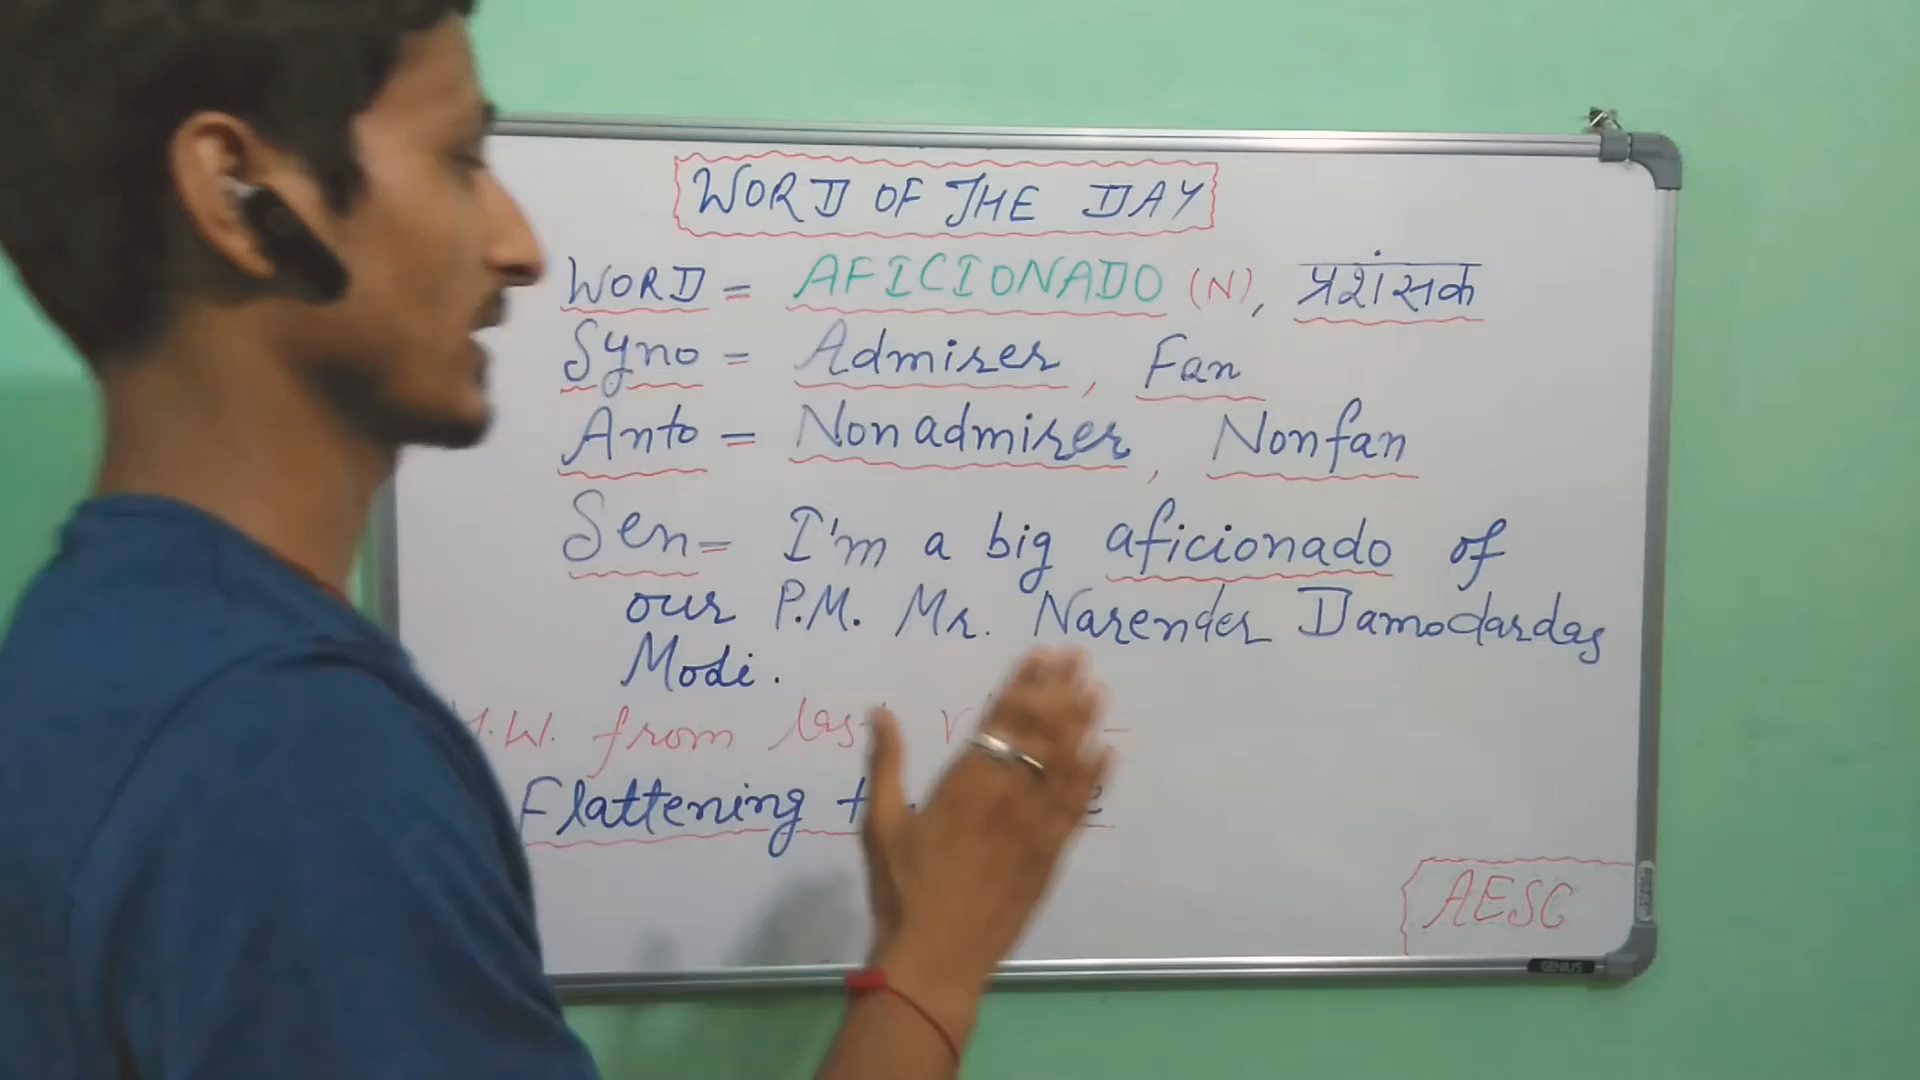 WORD OF THE DAY
WORD = AFICIONADO (N), प्रशंसक
Syno = Admirer, Fan
Anto = Nonadmirer, Nonfan
Sen = I'm a big aficionado of
our P.M. Mr. Narender Damodardas
Modi.
from last
Flattening
AESC
GENIUS